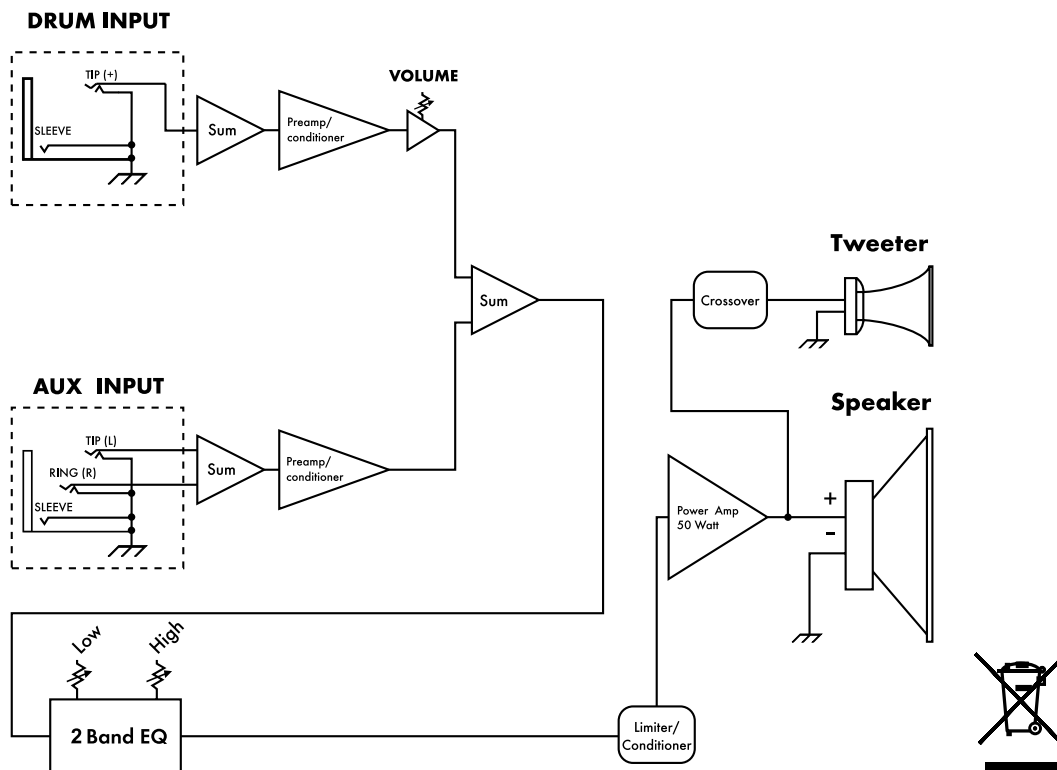 DRUM INPUT
TIP (+)
SLEEVE
Sum
Preamp/
conditioner
VOLUME
Sum
AUX INPUT
TIP (L)
RING (R)
SLEEVE
Sum
Preamp/
conditioner
Tweeter
Crossover
Speaker
Power Amp
50 Watt
+
-
Low
High
2 Band EQ
Limiter/
Conditioner